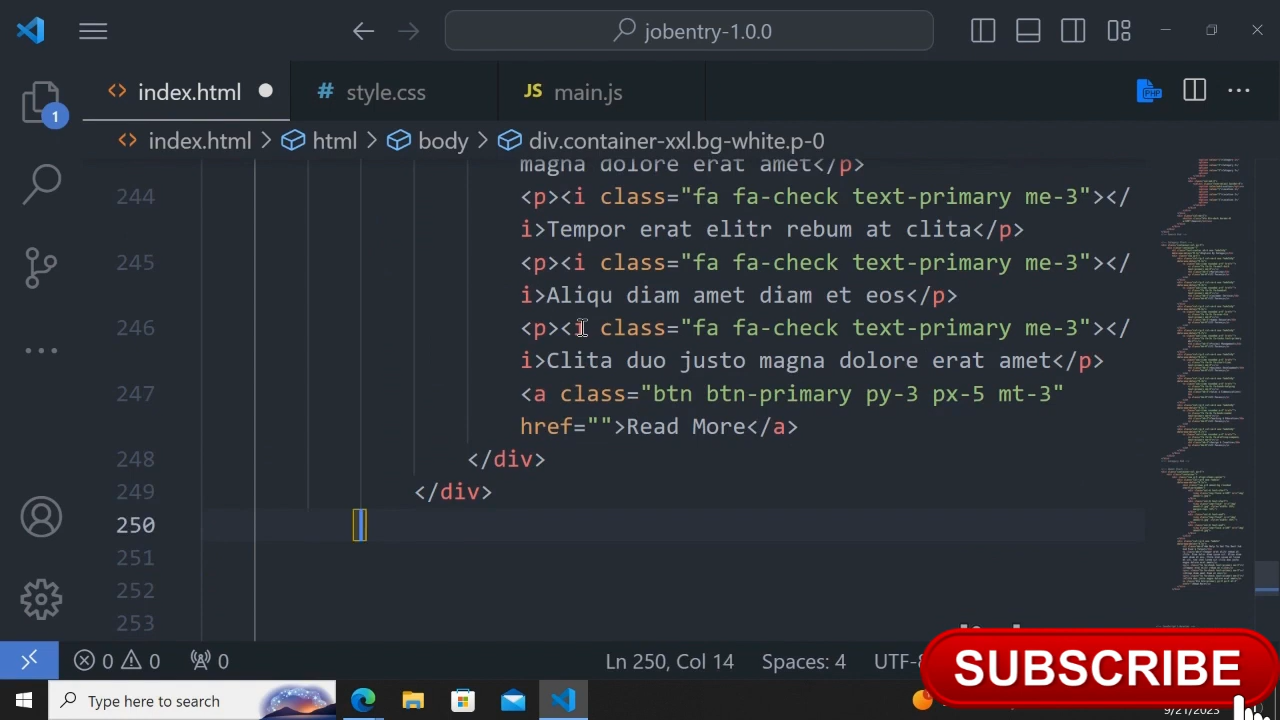 jobentry-1.0.0
1
<> index.html
# style.css
JS main.js
PHP
<> index.html > html > body > div.container-xxl.bg-white.p-0
magna dolore erat amet</p>
244 <p><i class="fa fa-check text-primary me-3"></
i>Tempor erat elitr rebum at clita</p>
245 <p><i class="fa fa-check text-primary me-3"></
i>Aliqu diam amet diam et eos</p>
246 <p><i class="fa fa-check text-primary me-3"></
i>Clita duo justo magna dolore erat amet</p>
247 <a class="btn btn-primary py-3 px-5 mt-3"
href="">Read More</a>
248 </div>
249 </div>
250
251
252
253
0 0 0
Ln 250, Col 14
Spaces: 4
SUBSCRIBE
Type here to search
9/21/2023